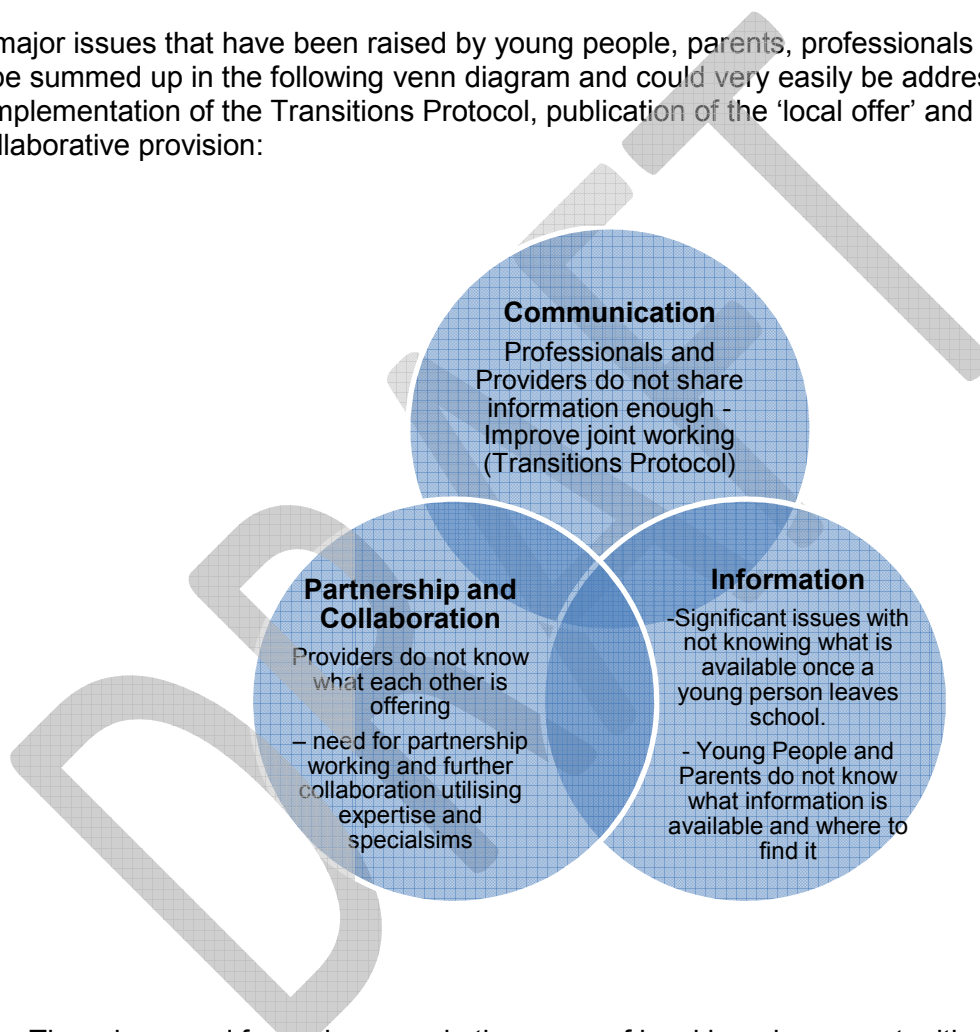 major issues that have been raised by young people, parents, professionals
be summed up in the following venn diagram and could very easily be addres
mplementation of the Transitions Protocol, publication of the ‘local offer’ and
llaborative provision:
Communication
Professionals and
Providers do not share
information enough -
Improve joint working
(Transitions Protocol)
Partnership and
Collaboration
Providers do not know
what each other is
offering
– need for partnership
working and further
collaboration utilising
expertise and
specialsims
Information
-Significant issues with
not knowing what is
available once a
young person leaves
school.
- Young People and
Parents do not know
what information is
available and where to
find it
DRAFT